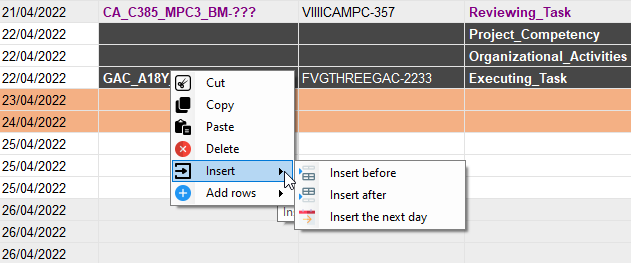 21/04/2022 CA_C385_MPC3_BM-??? VIIIICAMPC-357 Reviewing_Task
22/04/2022 Project_Competency
22/04/2022 Organizational_Activities
22/04/2022 GAC_A18Y FVGTHREEGAC-2233 Executing_Task
23/04/2022
24/04/2022
25/04/2022
25/04/2022
25/04/2022
26/04/2022
26/04/2022
26/04/2022
Cut
Copy
Paste
Delete
Insert
Add rows
In
Insert before
Insert after
Insert the next day